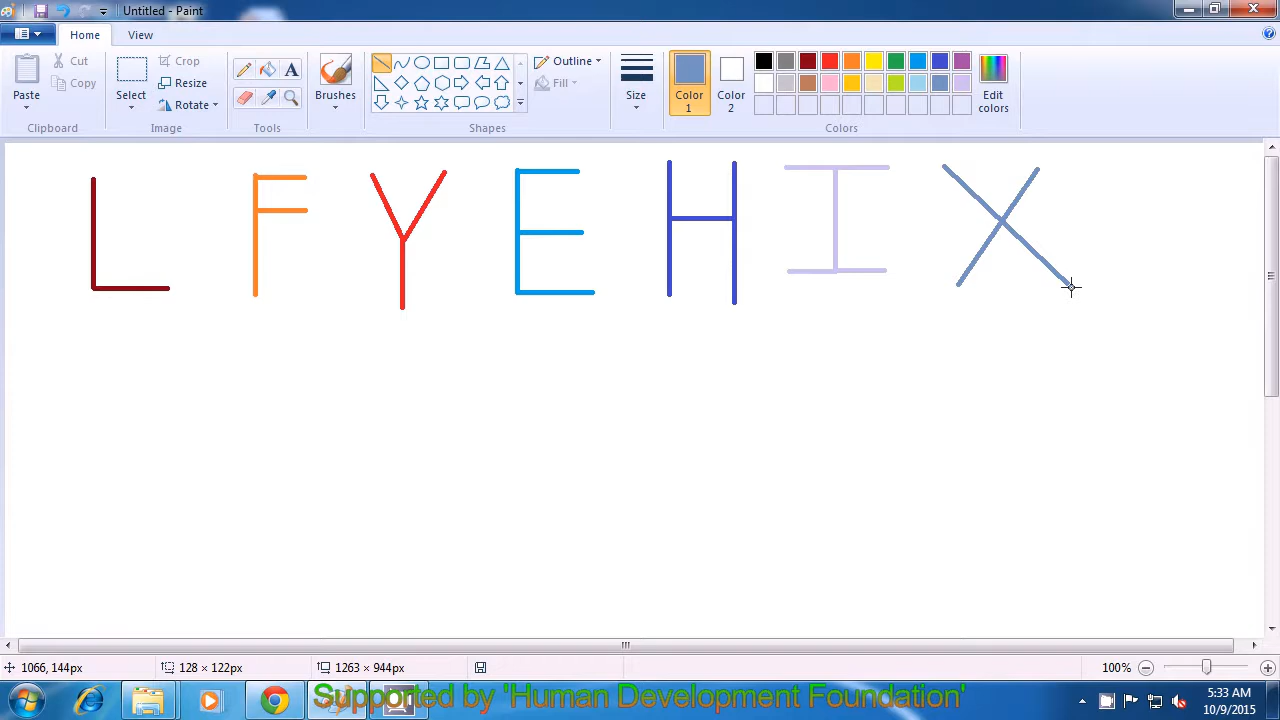 Untitled - Paint
Home View
Cut
Copy
Paste
Clipboard
Select
Crop
Resize
Rotate
Image
A
Tools
Brushes
Outline
Fill
Shapes
Size
Color 1
Color 2
Edit colors
Colors
L F Y E H I X
1066, 144px 128 × 122px 1263 × 944px 100%
Supported by 'Human Development Foundation'
5:33 AM
10/9/2015